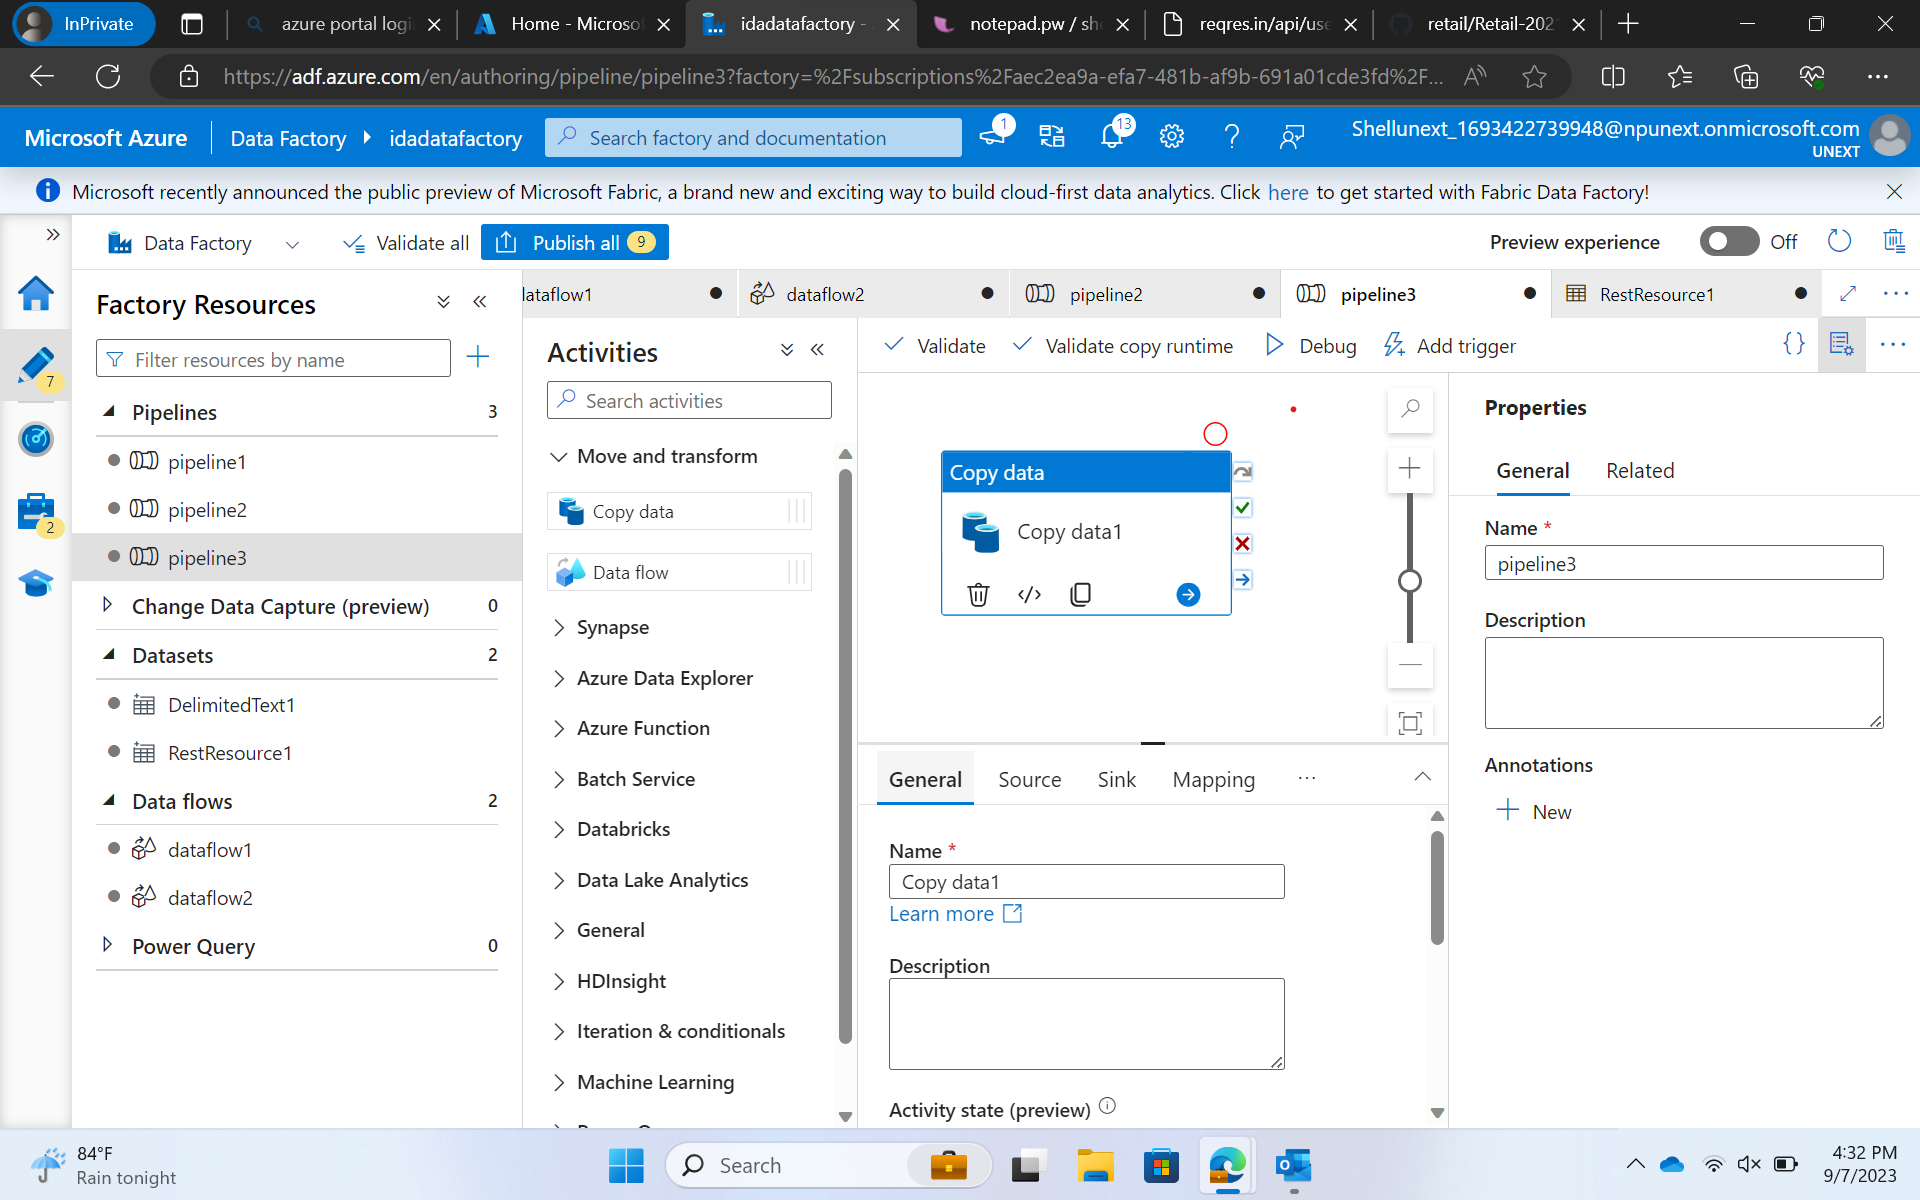 InPrivate
azure portal logi
Home - Microso
idadatafactory -
notepad.pw / sh
reqres.in/api/use
retail/Retail-202
https://adf.azure.com/en/authoring/pipeline/pipeline3?factory=%2Fsubscriptions%2Faec2ea9a-efa7-481b-af9b-691a01cde3fd%2F...
Microsoft Azure
Data Factory
idadatafactory
Search factory and documentation
1
13
Shellunext_1693422739948@npunext.onmicrosoft.com
UNEXT
Microsoft recently announced the public preview of Microsoft Fabric, a brand new and exciting way to build cloud-first data analytics. Click here to get started with Fabric Data Factory!
Data Factory
Validate all
Publish all 9
Preview experience
Off
7
2
Factory Resources
Filter resources by name
Pipelines 3
pipeline1
pipeline2
pipeline3
Change Data Capture (preview) 0
Datasets 2
DelimitedText1
RestResource1
Data flows 2
dataflow1
dataflow2
Power Query 0
dataflow1
dataflow2
pipeline2
pipeline3
RestResource1
Activities
Search activities
Move and transform
Copy data
Data flow
Synapse
Azure Data Explorer
Azure Function
Batch Service
Databricks
Data Lake Analytics
General
HDInsight
Iteration & conditionals
Machine Learning
Validate
Validate copy runtime
Debug
Add trigger
Copy data
Copy data1
General
Source
Sink
Mapping
Name *
Copy data1
Learn more
Description
Activity state (preview)
Properties
General
Related
Name *
pipeline3
Description
Annotations
New
84°F
Rain tonight
Search
4:32 PM
9/7/2023